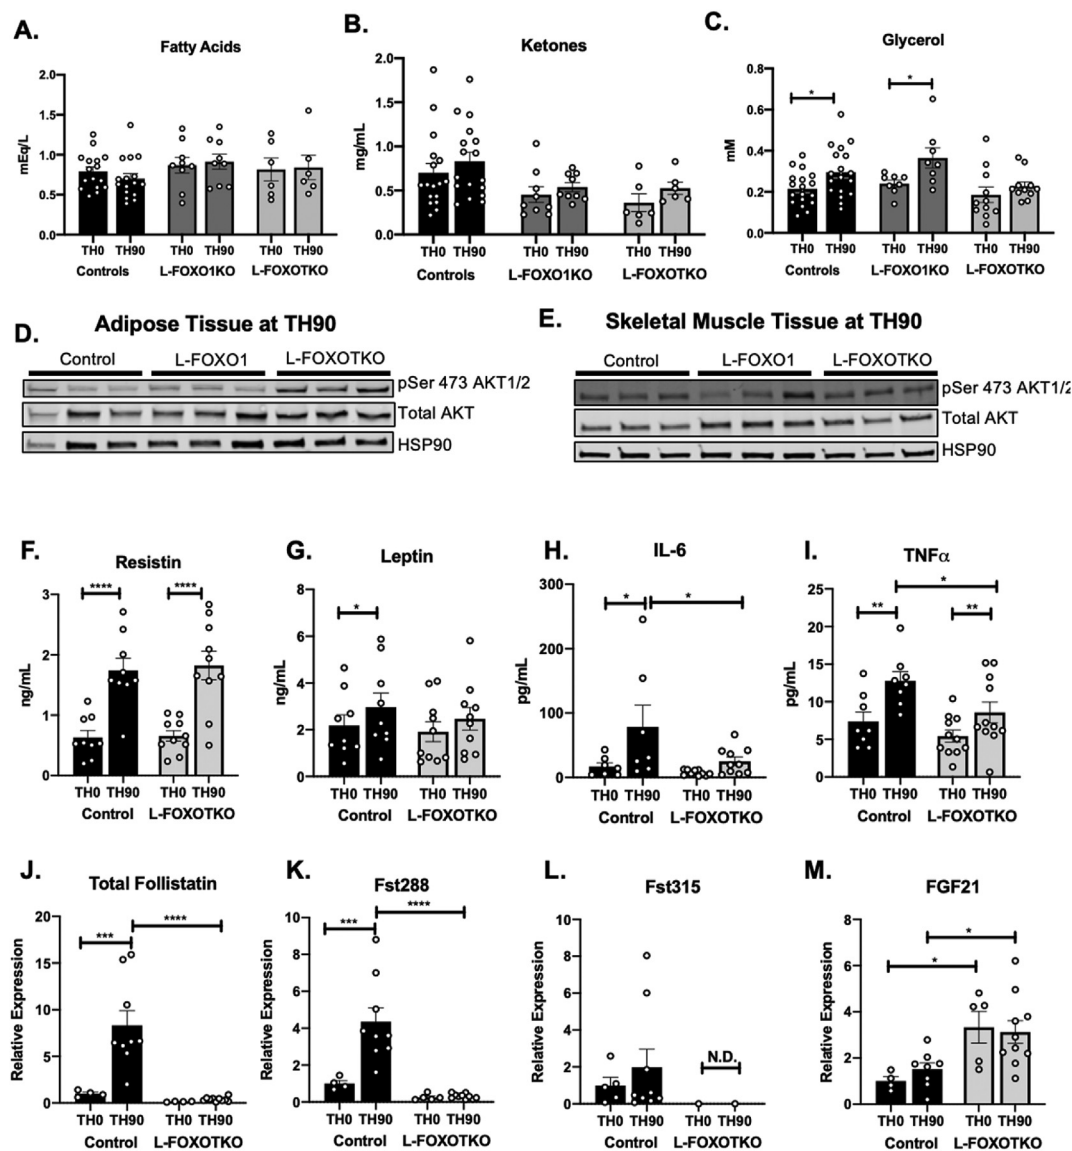 A.
Fatty Acids
mEq/L
2.0
1.5
1.0
0.5
0.0
TH0 TH90 TH0 TH90 TH0 TH90
Controls L-FOXO1KO L-FOXOTKO
B.
Ketones
mg/mL
2.0
1.5
1.0
0.5
0.0
TH0 TH90 TH0 TH90 TH0 TH90
Controls L-FOXO1KO L-FOXOTKO
C.
Glycerol
mM
0.8
0.6
0.4
0.2
0.0
* *
TH0 TH90 TH0 TH90 TH0 TH90
Controls L-FOXO1KO L-FOXOTKO
D.
Adipose Tissue at TH90
Control L-FOXO1 L-FOXOTKO
pSer 473 AKT1/2
Total AKT
HSP90
E.
Skeletal Muscle Tissue at TH90
Control L-FOXO1 L-FOXOTKO
pSer 473 AKT1/2
Total AKT
HSP90
F.
Resistin
ng/mL
3
2
1
0
**** ****
TH0 TH90 TH0 TH90
Control L-FOXOTKO
G.
Leptin
ng/mL
8
6
4
2
0
*
TH0 TH90 TH0 TH90
Control L-FOXOTKO
H.
IL-6
pg/mL
300
200
100
0
* *
TH0 TH90 TH0 TH90
Control L-FOXOTKO
I.
TNFα
pg/mL
25
20
15
10
5
0
*
** **
TH0 TH90 TH0 TH90
Control L-FOXOTKO
J.
Total Follistatin
Relative Expression
20
15
10
5
0
****
***
TH0 TH90 TH0 TH90
Control L-FOXOTKO
K.
Fst288
Relative Expression
10
8
6
4
2
0
****
***
TH0 TH90 TH0 TH90
Control L-FOXOTKO
L.
Fst315
Relative Expression
10
8
6
4
2
0
N.D.
TH0 TH90 TH0 TH90
Control L-FOXOTKO
M.
FGF21
Relative Expression
8
6
4
2
0
*
*
TH0 TH90 TH0 TH90
Control L-FOXOTKO